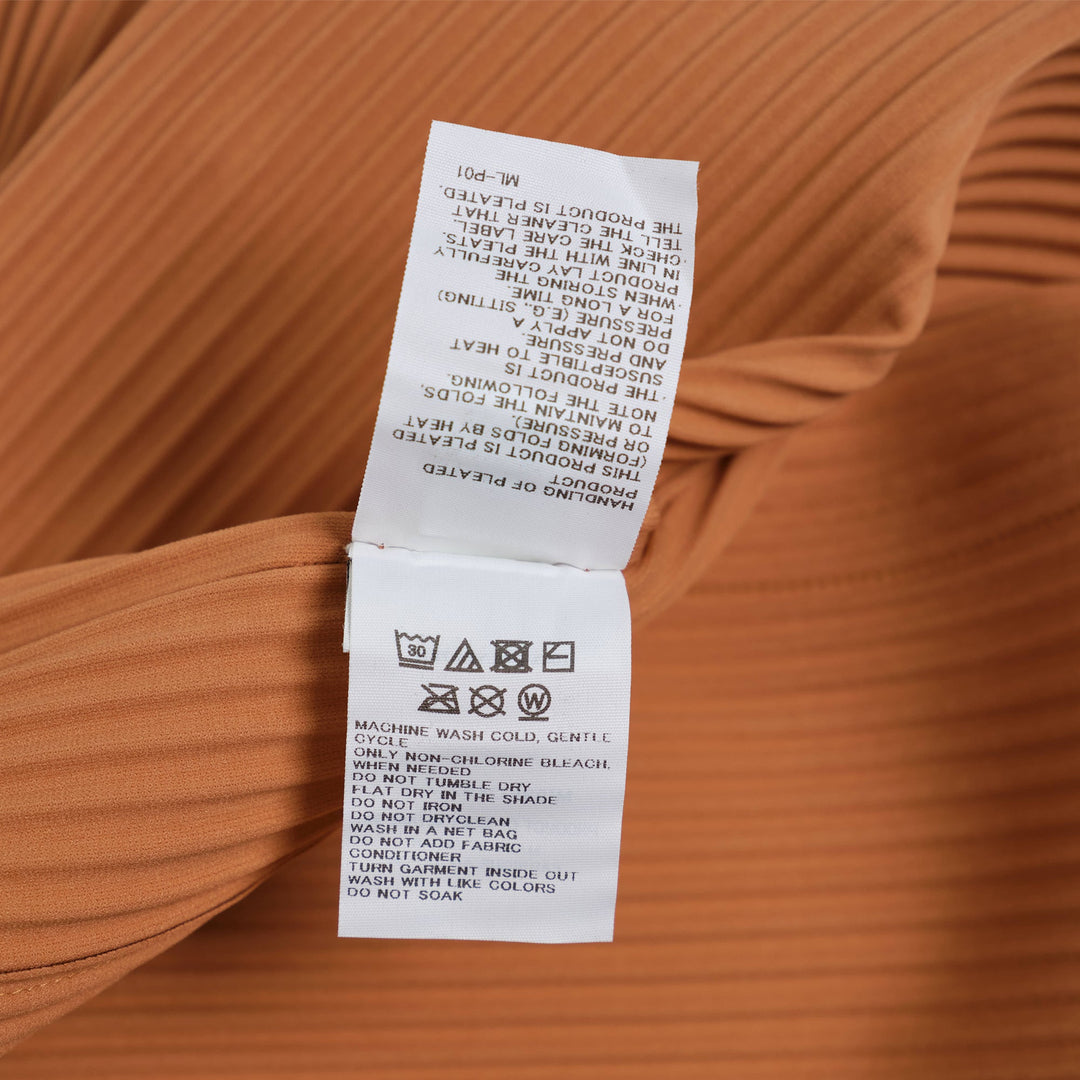 HANDLING OF PLEATED
PRODUCT
THIS PRODUCT IS PLEATED
(FORMING FOLDS BY HEAT
OR PRESSURE).
TO MAINTAIN THE FOLDS,
NOTE THE FOLLOWING.
·THE PRODUCT IS
SUSCEPTIBLE TO HEAT
AND PRESSURE.
DO NOT APPLY A
PRESSURE (E.G., SITTING)
FOR A LONG TIME.
·WHEN STORING THE
PRODUCT LAY CAREFULLY
IN LINE WITH THE PLEATS.
·CHECK THE CARE LABEL.
TELL THE CLEANER THAT
THE PRODUCT IS PLEATED.
ML-P01
30
W
MACHINE WASH COLD, GENTLE
CYCLE
ONLY NON-CHLORINE BLEACH,
WHEN NEEDED
DO NOT TUMBLE DRY
FLAT DRY IN THE SHADE
DO NOT IRON
DO NOT DRYCLEAN
WASH IN A NET BAG
DO NOT ADD FABRIC
CONDITIONER
TURN GARMENT INSIDE OUT
WASH WITH LIKE COLORS
DO NOT SOAK